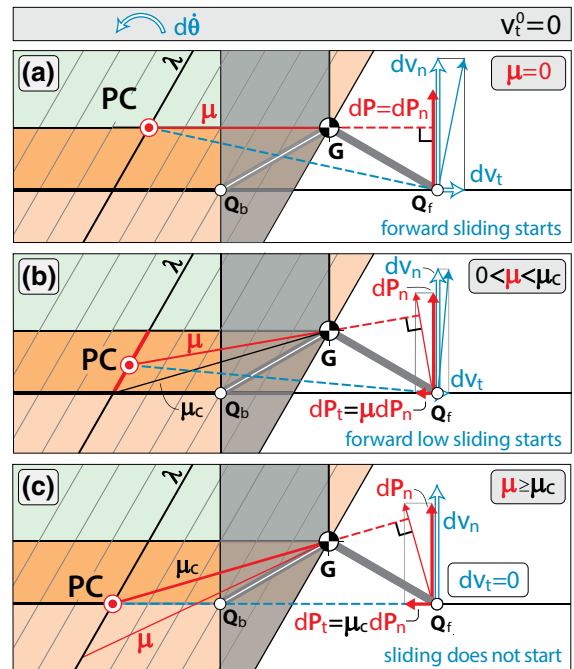 dθ̇
v_t^0=0
(a)
λ
PC
μ
dP=dP_n
dv_n
μ=0
G
dv_t
Q_b
Q_f
forward sliding starts
(b)
λ
dv_n
0<μ<μ_c
dP_n
PC
μ
G
μ_c
Q_b
dv_t
dP_t=μdP_n
Q_f
forward low sliding starts
(c)
λ
dP_n
μ≥μ_c
dv_n
μ_c
G
PC
dv_t=0
μ
Q_b
Q_f
dP_t=μ_cdP_n
sliding does not start